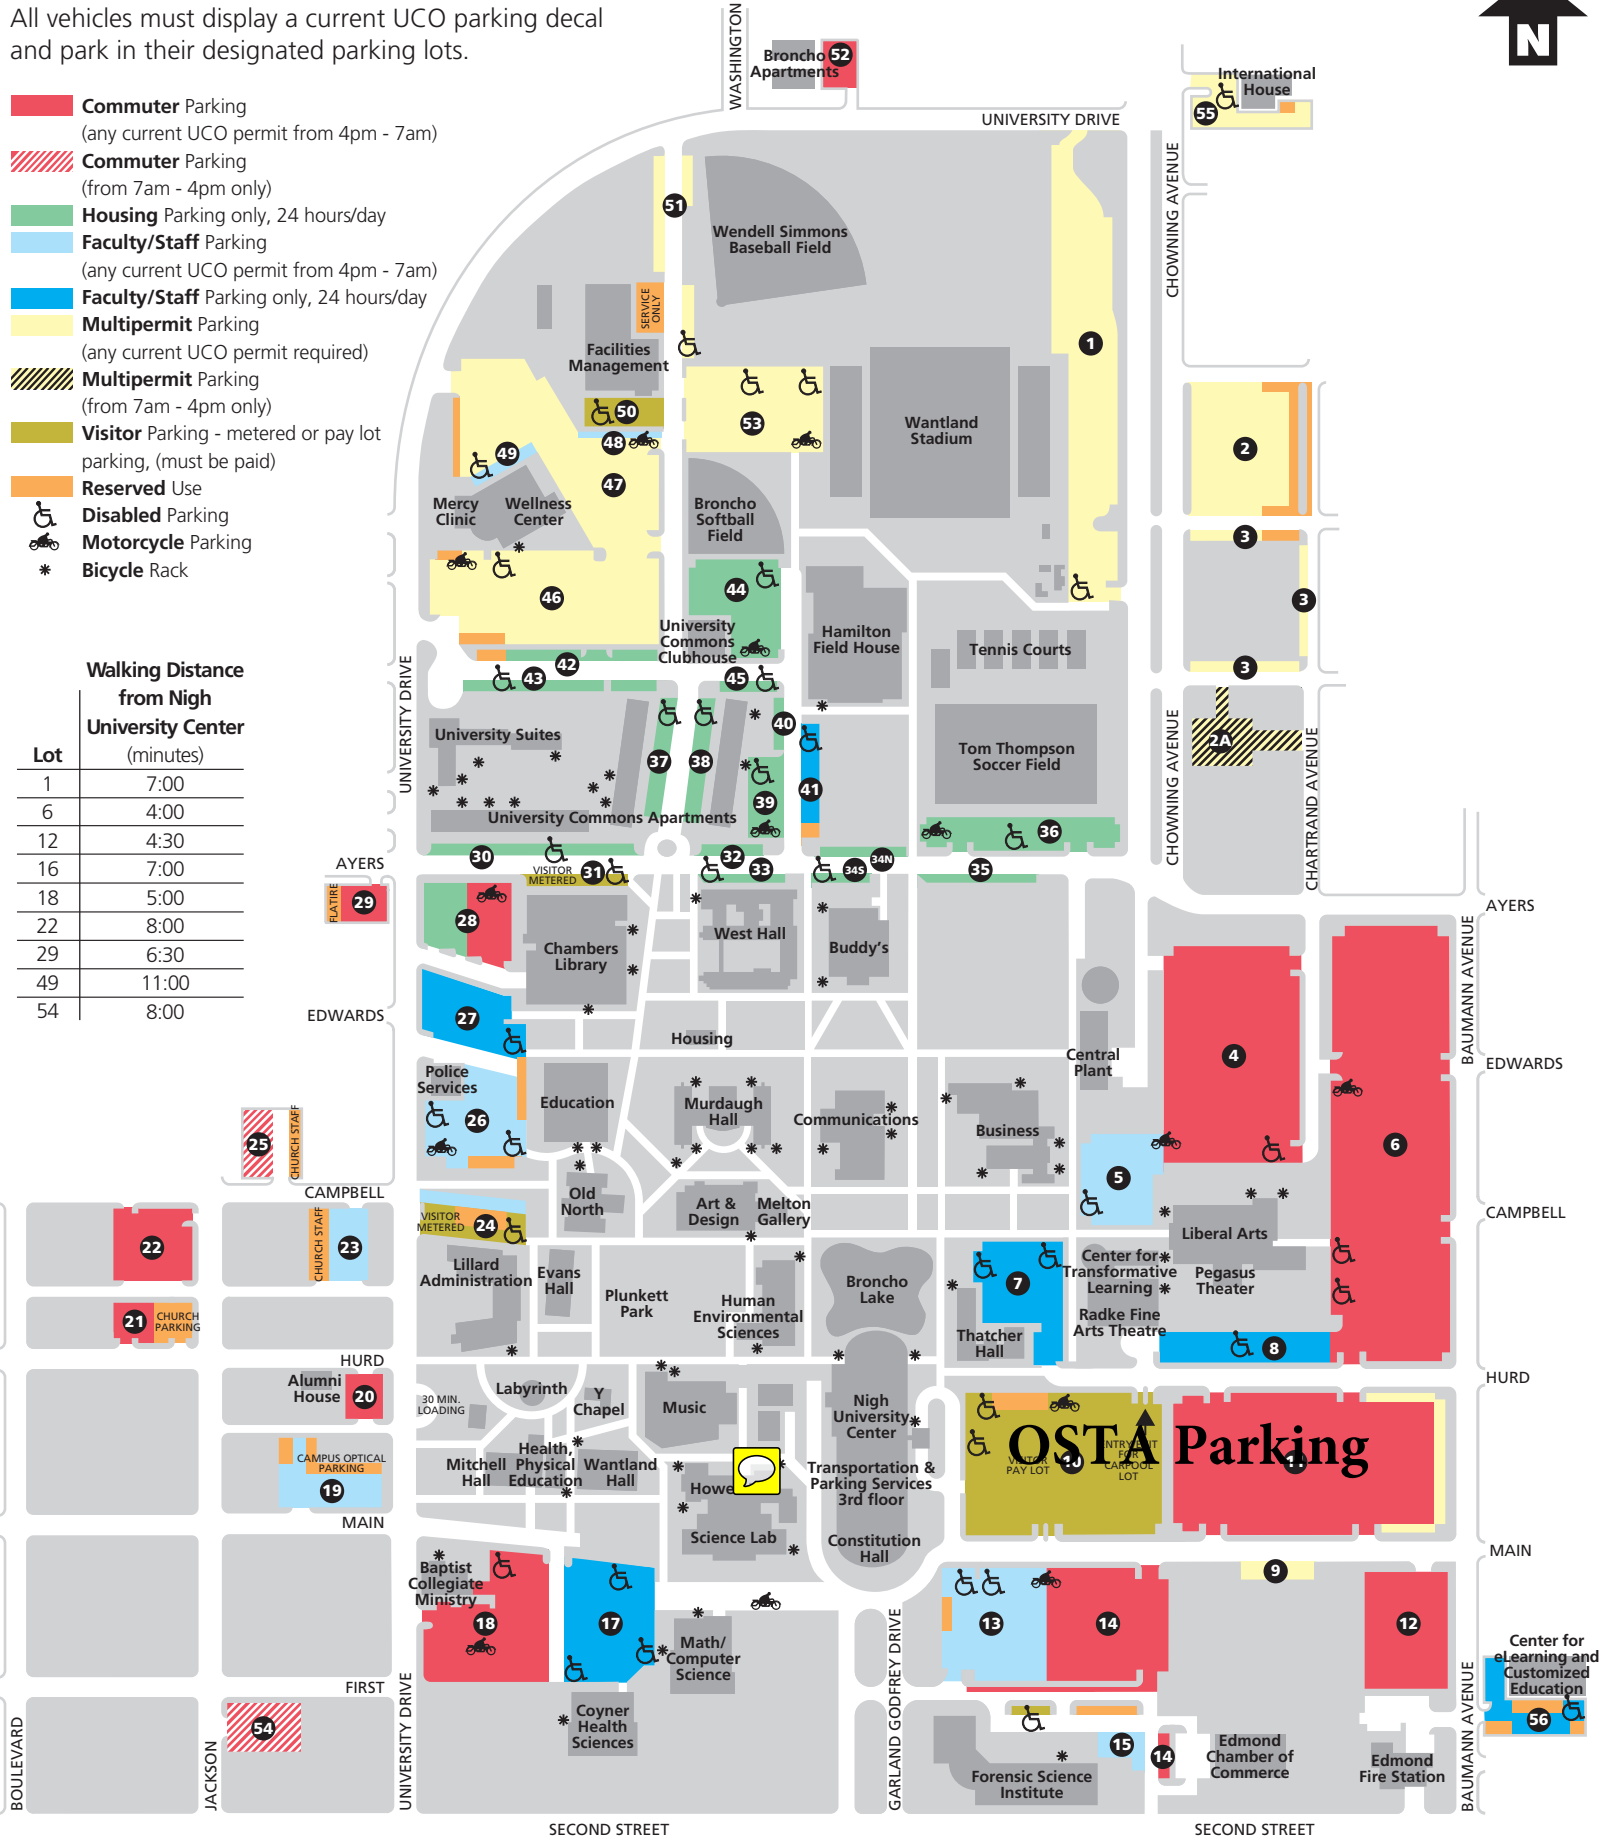 All vehicles must display a current UCO parking decal
and park in their designated parking lots.
Commuter Parking
(any current UCO permit from 4pm - 7am)
Commuter Parking
(from 7am - 4pm only)
Housing Parking only, 24 hours/day
Faculty/Staff Parking
(any current UCO permit from 4pm - 7am)
Faculty/Staff Parking only, 24 hours/day
Multipermit Parking
(any current UCO permit required)
Multipermit Parking
(from 7am - 4pm only)
Visitor Parking - metered or pay lot
parking, (must be paid)
Reserved Use
Disabled Parking
Motorcycle Parking
Bicycle Rack
Walking Distance
from Nigh
University Center
Lot (minutes)
1 7:00
6 4:00
12 4:30
16 7:00
18 5:00
22 8:00
29 6:30
49 11:00
54 8:00
N
WASHINGTON
Broncho
Apartments
52
UNIVERSITY DRIVE
International
House
55
CHOWNING AVENUE
51
Wendell Simmons
Baseball Field
SERVICE
ONLY
Facilities
Management
1
50
53
48
49
47
Wantland
Stadium
2
Mercy
Clinic
Wellness
Center
Broncho
Softball
Field
3
46
44
3
University
Commons
Clubhouse
Hamilton
Field House
Tennis Courts
42
43
45
3
UNIVERSITY DRIVE
University Suites
40
37
38
41
39
Tom Thompson
Soccer Field
2A
CHOWNING AVENUE
CHARTRAND AVENUE
University Commons Apartments
36
30
VISITOR
METERED
31
32
33
34S
34N
35
AYERS
FLATIRE
29
28
Chambers
Library
West Hall
Buddy's
AYERS
BAUMANN AVENUE
27
EDWARDS
Housing
Central
Plant
4
EDWARDS
Police
Services
26
Education
Murdaugh
Hall
Communications
Business
6
25
CHURCH STAFF
5
CAMPBELL
Old
North
Art &
Design
Melton
Gallery
Liberal Arts
CAMPBELL
22
CHURCH STAFF
23
VISITOR
METERED
24
Lillard
Administration
Evans
Hall
Plunkett
Park
Human
Environmental
Sciences
Broncho
Lake
7
Center for
Transformative
Learning
Pegasus
Theater
Radke Fine
Arts Theatre
Thatcher
Hall
8
21
CHURCH
PARKING
HURD
HURD
Alumni
House
20
30 MIN.
LOADING
Labyrinth
Y
Chapel
Music
Nigh
University
Center
OSTA Parking
VISITOR
PAY LOT
10
ENTRY/EXIT
FOR
CARPOOL
LOT
11
CAMPUS OPTICAL
PARKING
19
Mitchell
Hall
Health,
Physical
Education
Wantland
Hall
Howe
Transportation &
Parking Services
3rd floor
Science Lab
Constitution
Hall
MAIN
MAIN
Baptist
Collegiate
Ministry
18
17
Math/
Computer
Science
13
14
9
12
Center for
eLearning and
Customized
Education
56
FIRST
54
Coyner
Health
Sciences
BOULEVARD
JACKSON
UNIVERSITY DRIVE
GARLAND GODFREY DRIVE
15
14
Forensic Science
Institute
Edmond
Chamber of
Commerce
Edmond
Fire Station
BAUMANN AVENUE
SECOND STREET
SECOND STREET